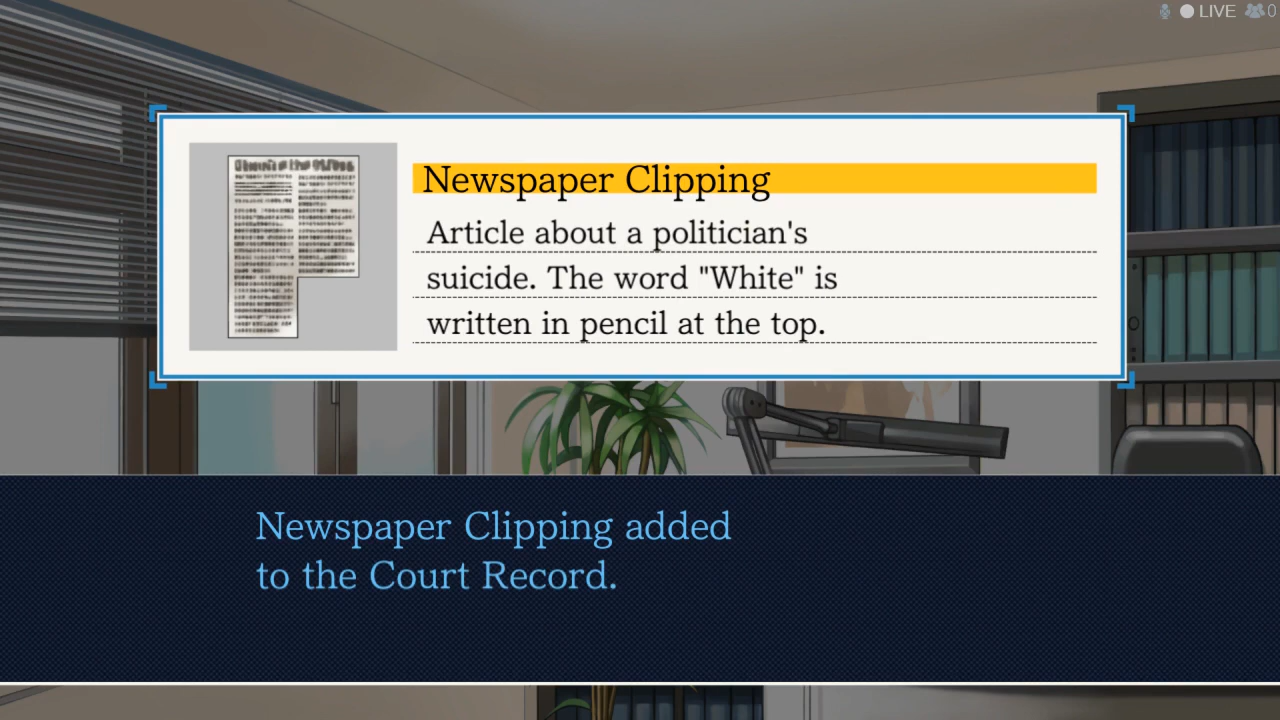 LIVE 0
Newspaper Clipping
Article about a politician's
suicide. The word "White" is
written in pencil at the top.
Newspaper Clipping added
to the Court Record.